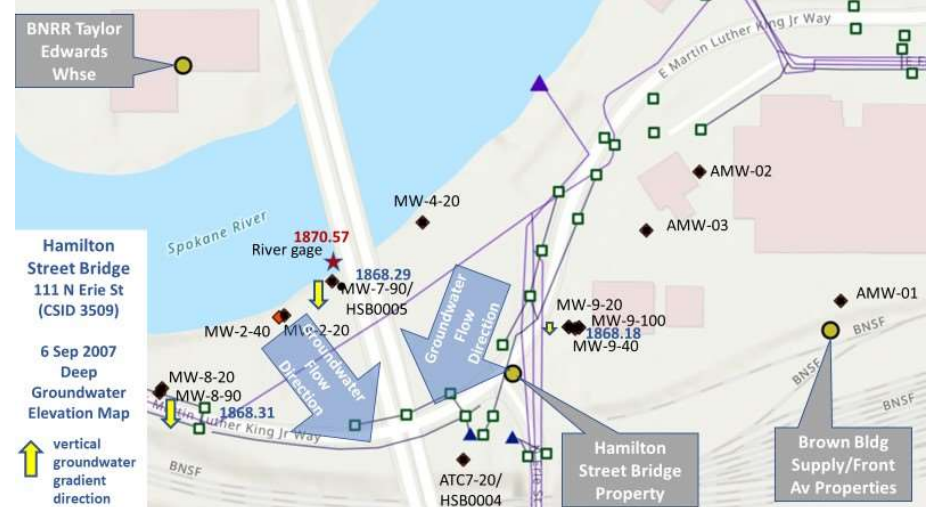 BNRR Taylor
Edwards
Whse
E Martin Luther King Jr Way
E F
AMW-02
MW-4-20
AMW-03
Spokane River
1870.57
River gage
1868.29
MW-7-90/
HSB0005
Hamilton
Street Bridge
111 N Erie St
(CSID 3509)
6 Sep 2007
Deep
Groundwater
Elevation Map
vertical
groundwater
gradient
direction
Groundwater
Flow
Direction
Groundwater
Flow
Direction
AMW-01
MW-9-20
MW-9-100
1868.18
MW-9-40
MW-2-40
MW-2-20
BNSF
BNSF
BNSF
MW-8-20
MW-8-90
1868.31
Martin Luther King Jr Way
BNSF
ATC7-20/
HSB0004
Hamilton
Street Bridge
Property
Brown Bldg
Supply/Front
Av Properties